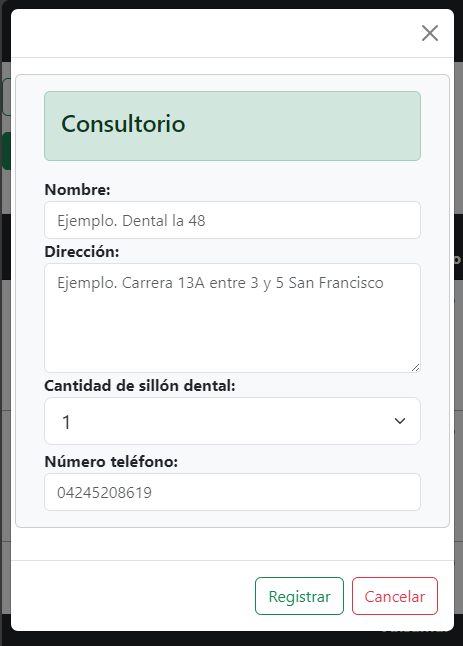 Consultorio
Nombre:
Ejemplo. Dental la 48
Dirección:
Ejemplo. Carrera 13A entre 3 y 5 San Francisco
Cantidad de sillón dental:
1
Número teléfono:
04245208619
Registrar
Cancelar